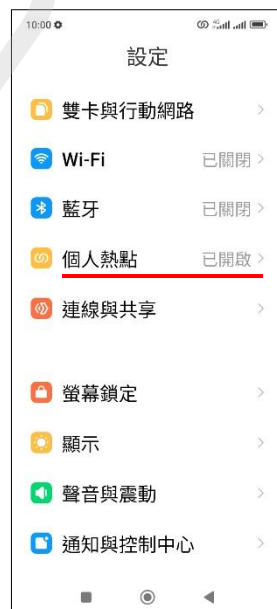 10:00
4G
設定
雙卡與行動網路
Wi-Fi 已關閉
藍牙 已關閉
個人熱點 已開啟
連線與共享
螢幕鎖定
顯示
聲音與震動
通知與控制中心